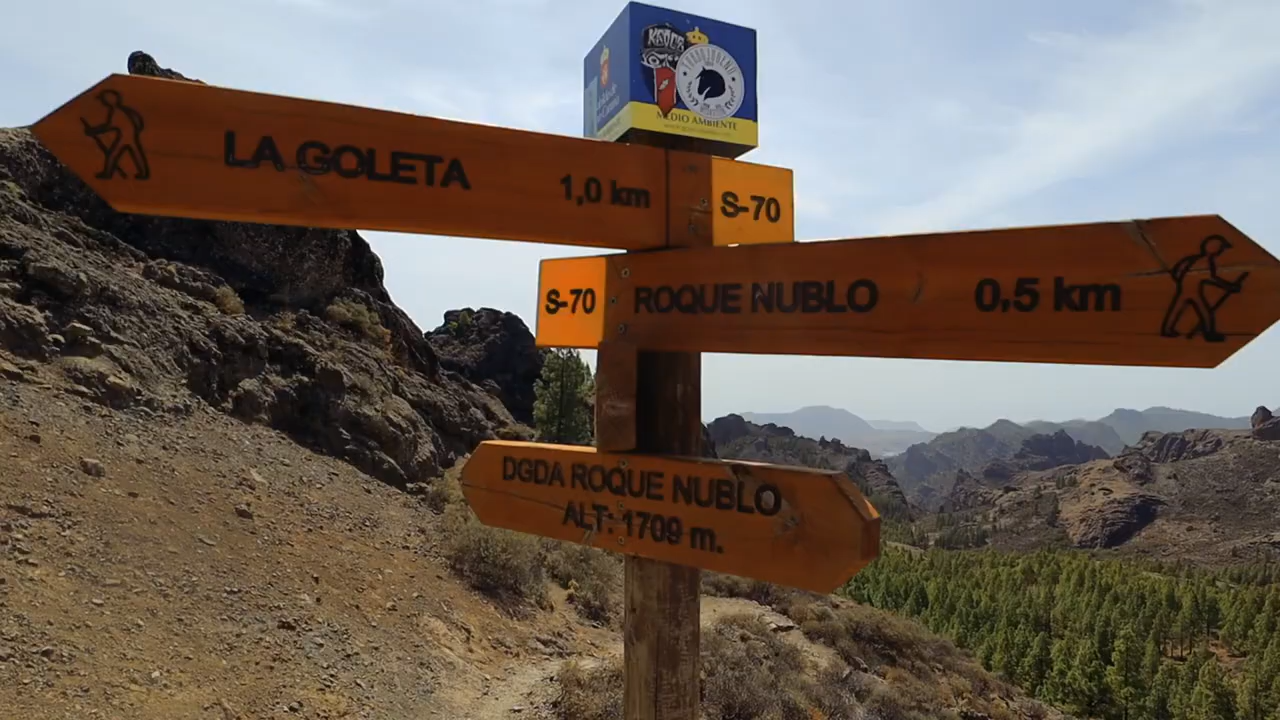 MEDIO AMBIENTE
LA GOLETA 1,0 km
S-70
S-70
ROQUE NUBLO 0,5 km
DGDA ROQUE NUBLO
ALT: 1709 m.